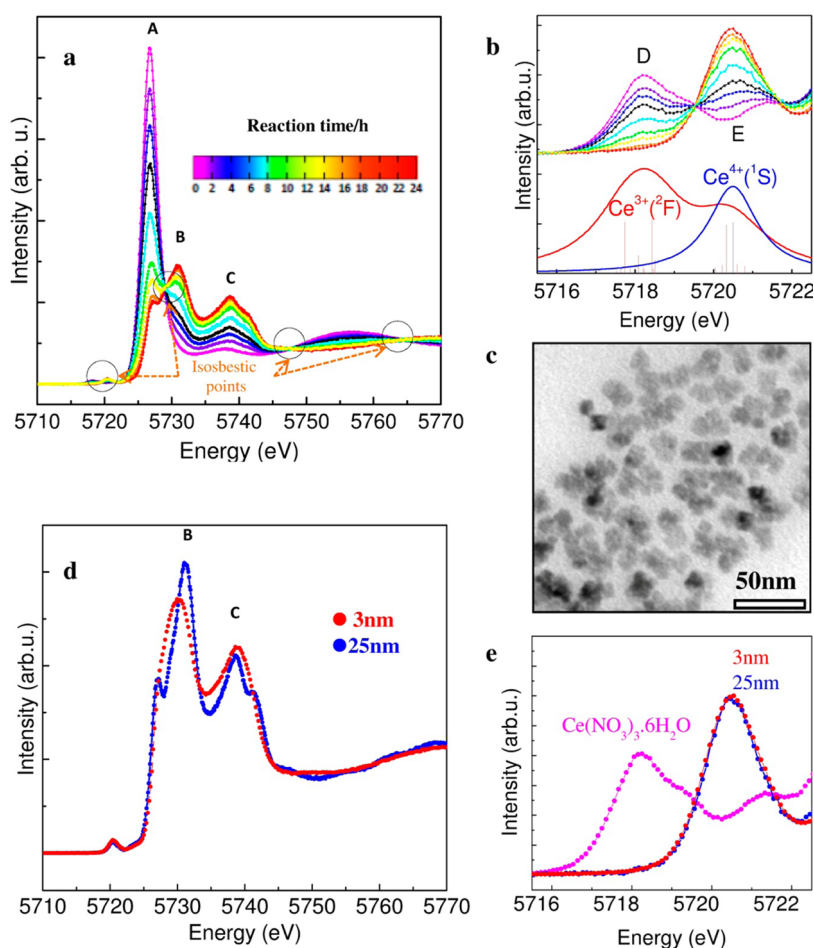 a
A
B
C
Reaction time/h
0 2 4 6 8 10 12 14 16 18 20 22 24
Isosbestic
points
Intensity (arb. u.)
5710 5720 5730 5740 5750 5760 5770
Energy (eV)
b
D
E
Ce³⁺(²F)
Ce⁴⁺(¹S)
Intensity (arb.u.)
5716 5718 5720 5722
Energy (eV)
c
50nm
d
B
C
3nm
25nm
Intensity (arb.u.)
5710 5720 5730 5740 5750 5760 5770
Energy (eV)
e
3nm
25nm
Ce(NO₃)₃.6H₂O
Intensity (arb.u.)
5716 5718 5720 5722
Energy (eV)